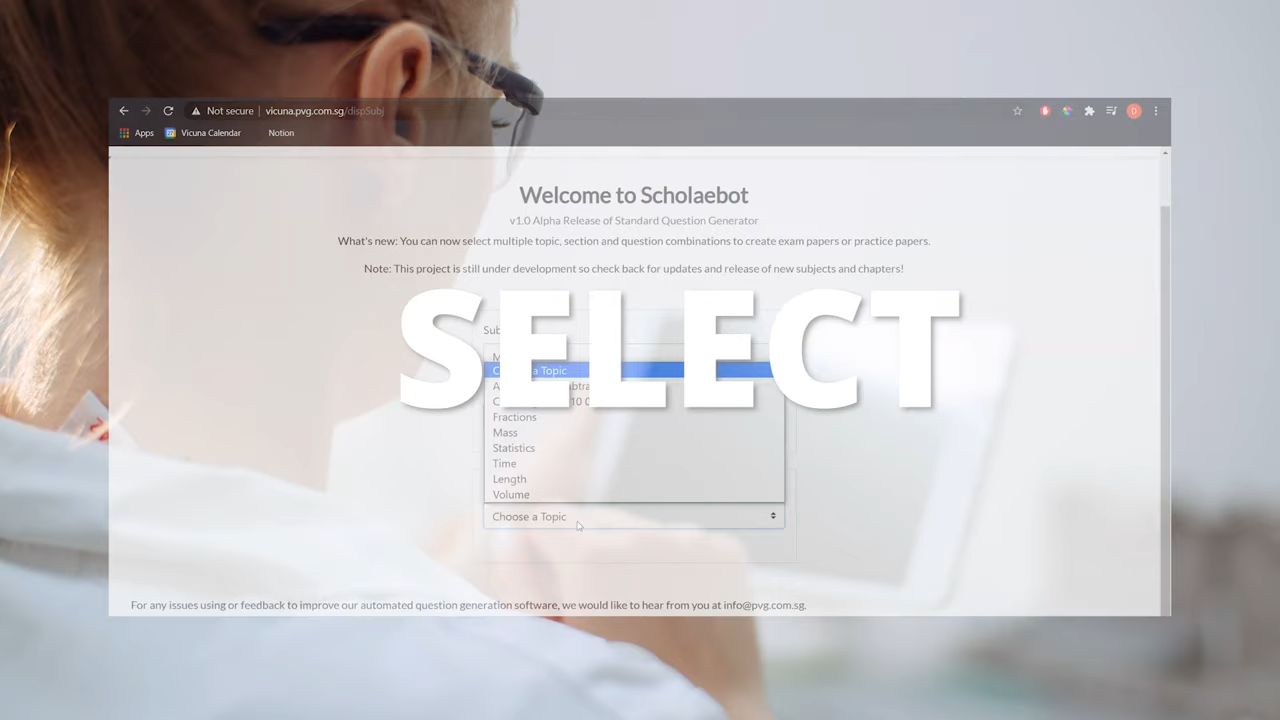 Not secure | vicuna.pvg.com.sg/dispSubj
Apps Vicuna Calendar Notion
Welcome to Scholaebot
v1.0 Alpha Release of Standard Question Generator
What's new: You can now select multiple topic, section and question combinations to create exam papers or practice papers.
Note: This project is still under development so check back for updates and release of new subjects and chapters!
SELECT
Fractions
Mass
Statistics
Time
Length
Volume
Choose a Topic
For any issues using or feedback to improve our automated question generation software, we would like to hear from you at info@pvg.com.sg.